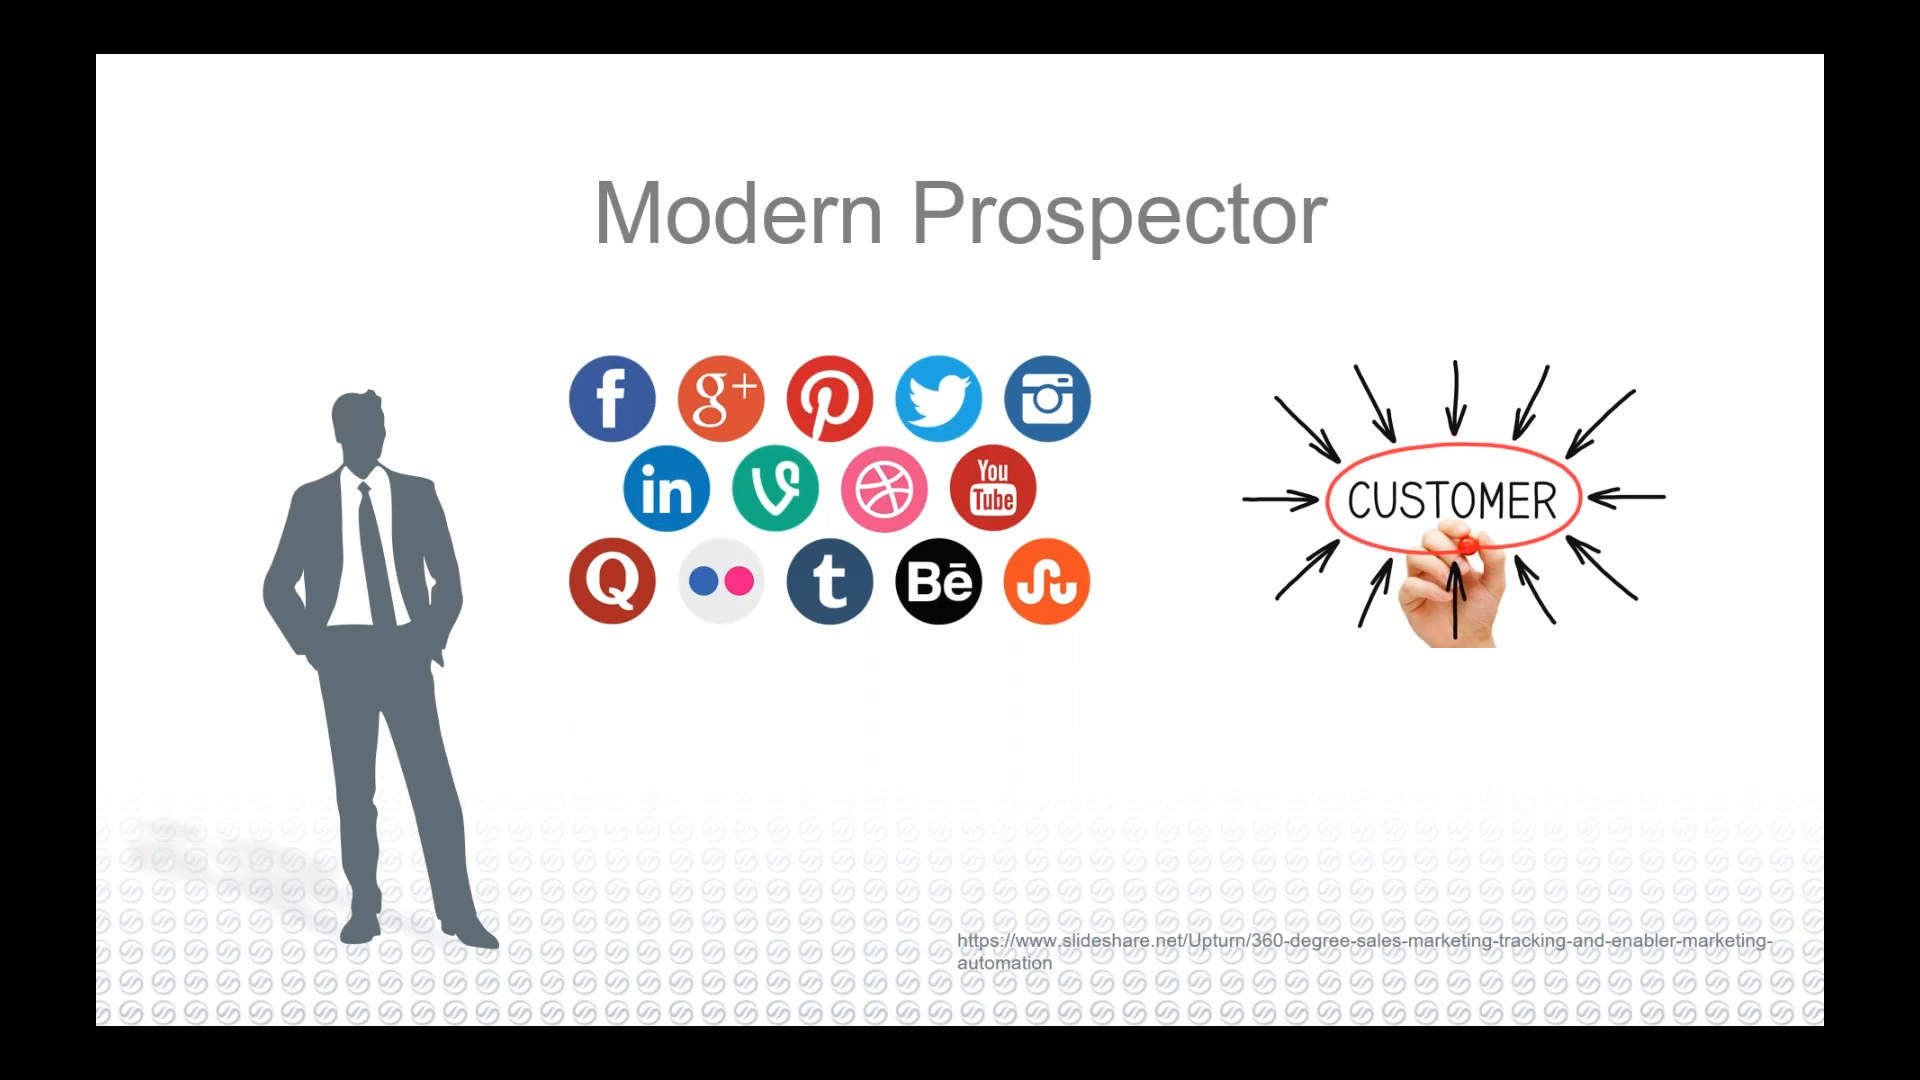 Modern Prospector
f g+ P
in You
Tube
CUSTOMER
Q t Bē
https://www.slideshare.net/Upturn/360-degree-sales-marketing-tracking-and-enabler-marketing-
automation